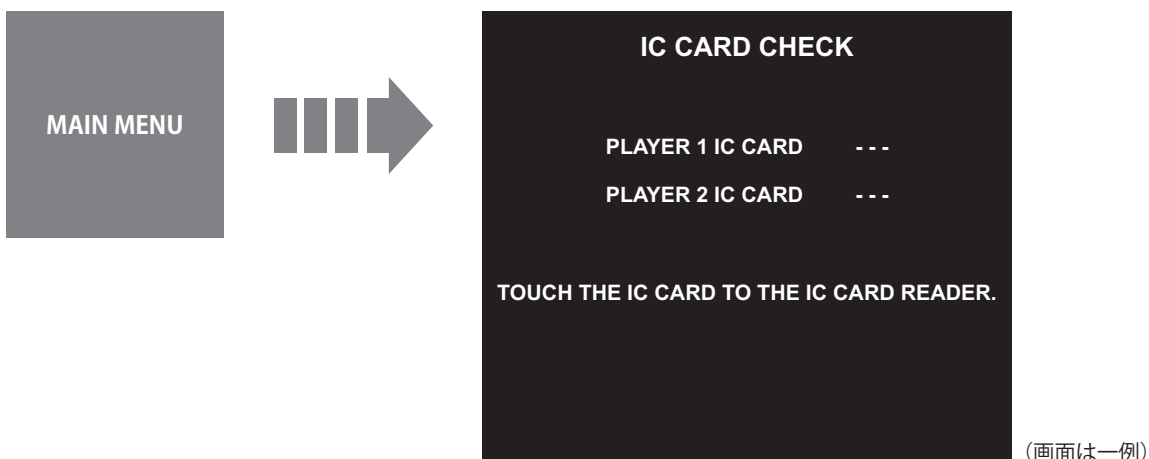 MAIN MENU
IC CARD CHECK
PLAYER 1 IC CARD - - -
PLAYER 2 IC CARD - - -
TOUCH THE IC CARD TO THE IC CARD READER.
（画面は一例）